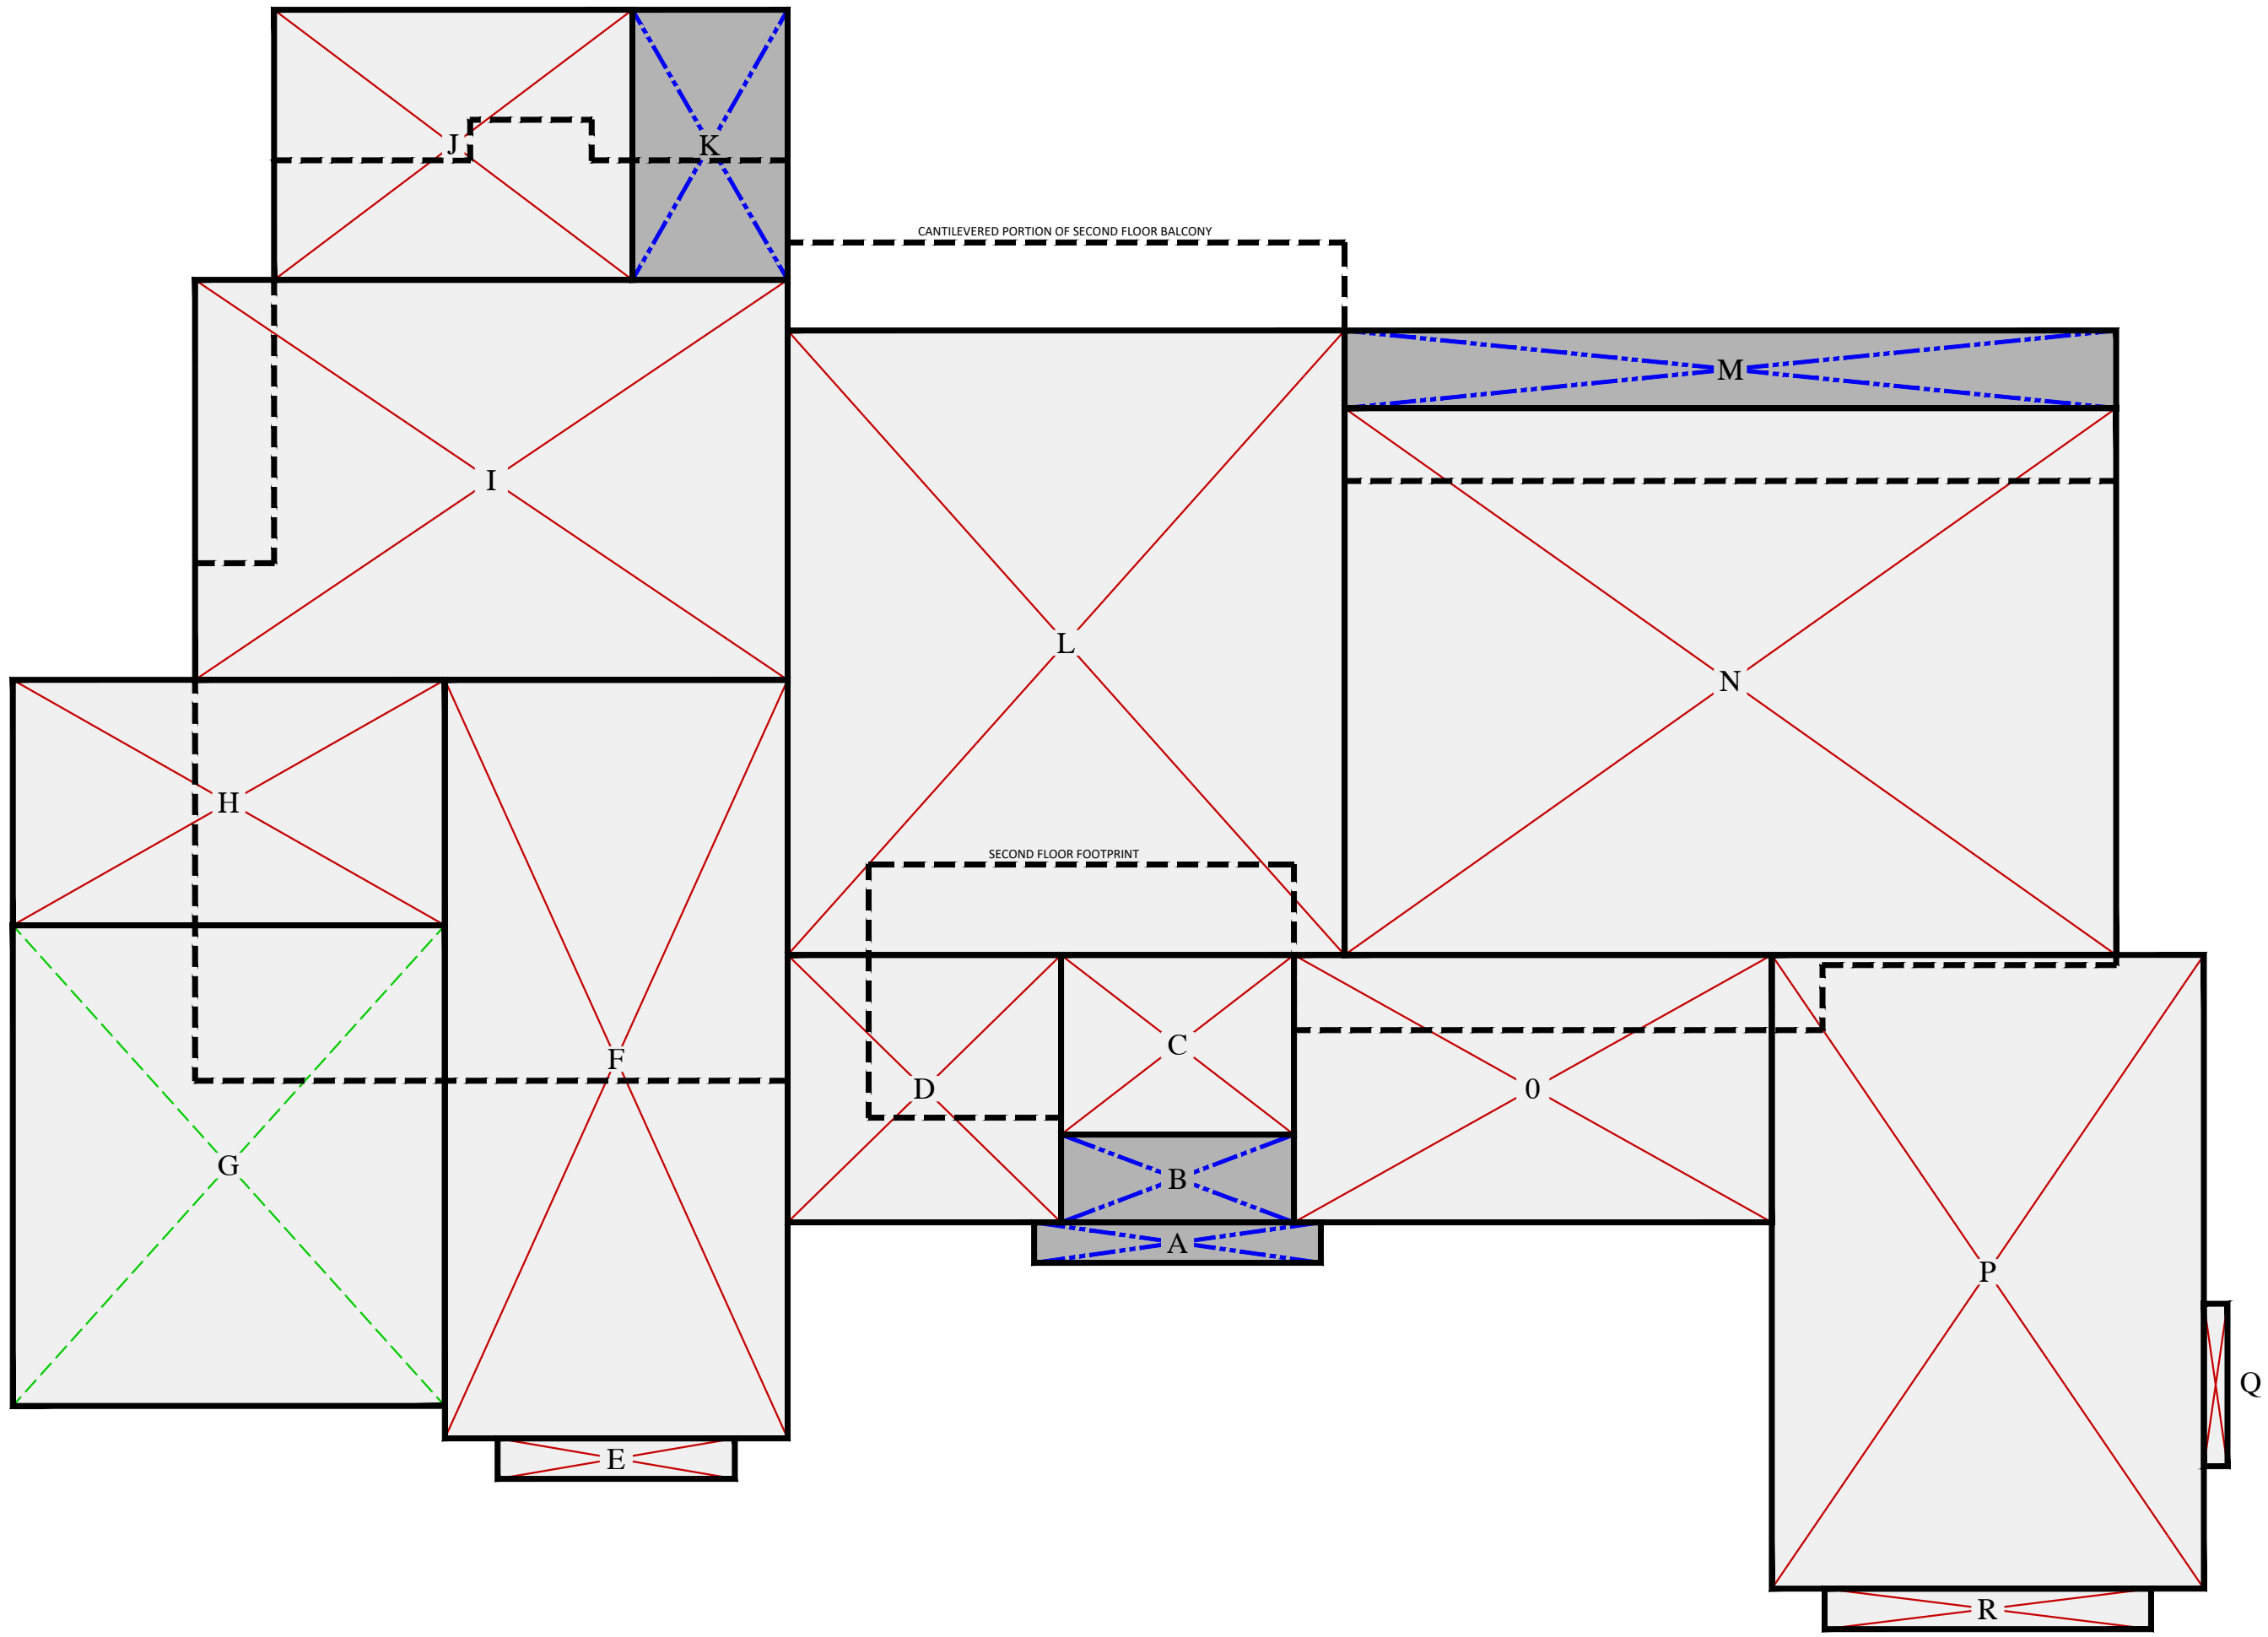 J
K
CANTILEVERED PORTION OF SECOND FLOOR BALCONY
M
I
L
N
H
SECOND FLOOR FOOTPRINT
C
F
D
0
G
B
A
P
Q
E
R